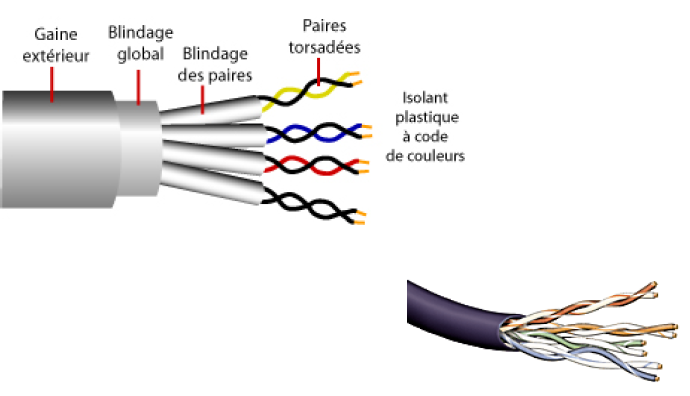 Gaine
extérieur
Blindage
global
Blindage
des paires
Paires
torsadées
Isolant
plastique
à code
de couleurs